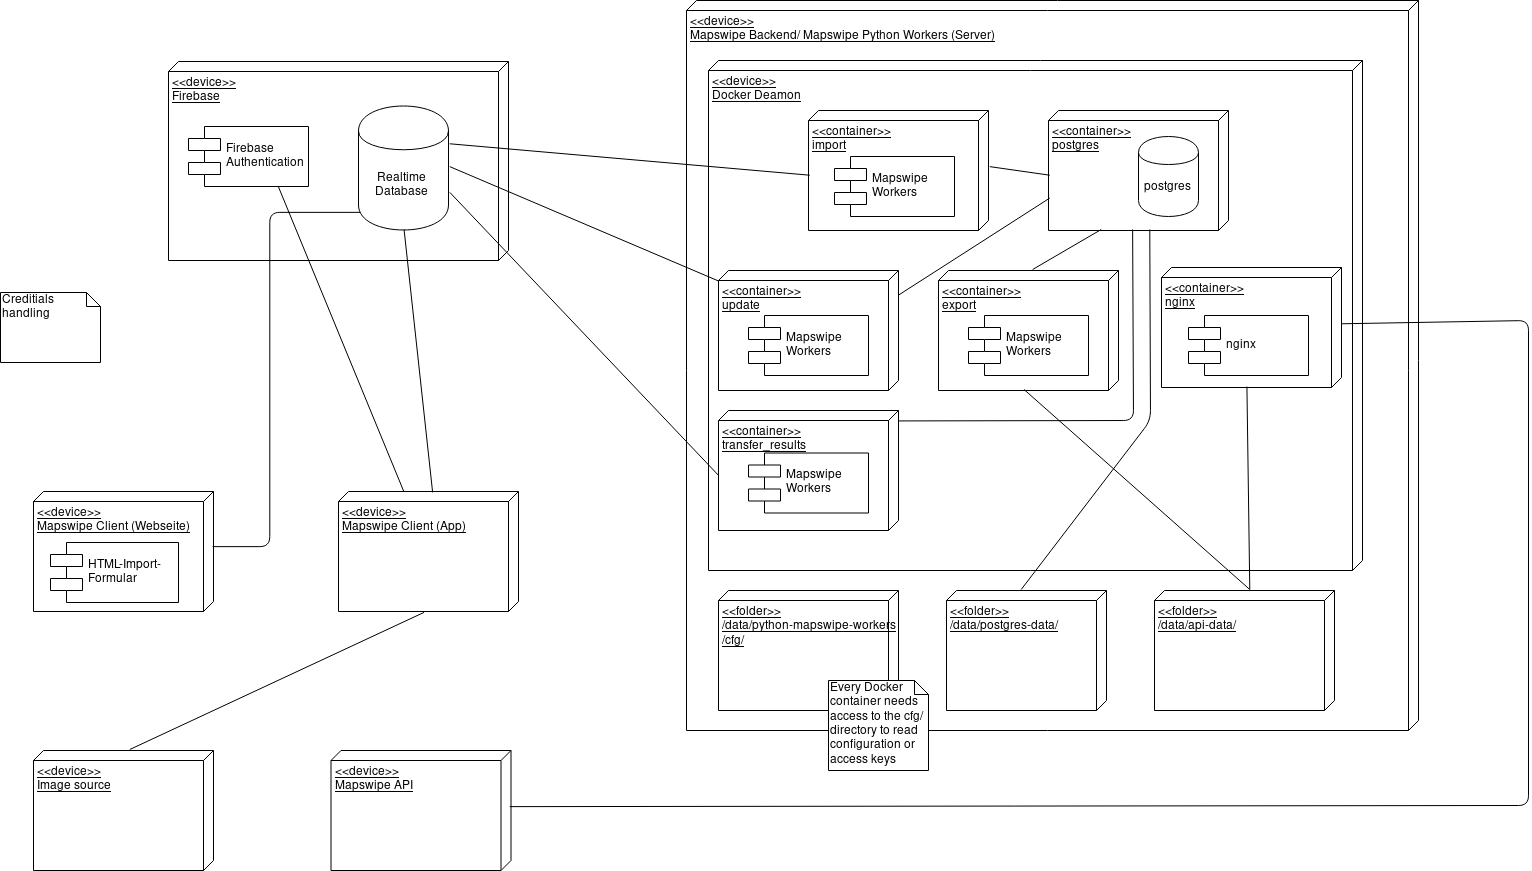 <<device>>
Mapswipe Backend/ Mapswipe Python Workers (Server)
<<device>>
Docker Deamon
<<device>>
Firebase
Firebase
Authentication
Realtime
Database
<<container>>
import
Mapswipe
Workers
<<container>>
postgres
postgres
<<container>>
update
Mapswipe
Workers
<<container>>
export
Mapswipe
Workers
<<container>>
nginx
nginx
Creditials
handling
<<container>>
transfer_results
Mapswipe
Workers
<<device>>
Mapswipe Client (Webseite)
HTML-Import-
Formular
<<device>>
Mapswipe Client (App)
<<folder>>
/data/python-mapswipe-workers
/cfg/
<<folder>>
/data/postgres-data/
<<folder>>
/data/api-data/
Every Docker
container needs
access to the cfg/
directory to read
configuration or
access keys
<<device>>
Image source
<<device>>
Mapswipe API